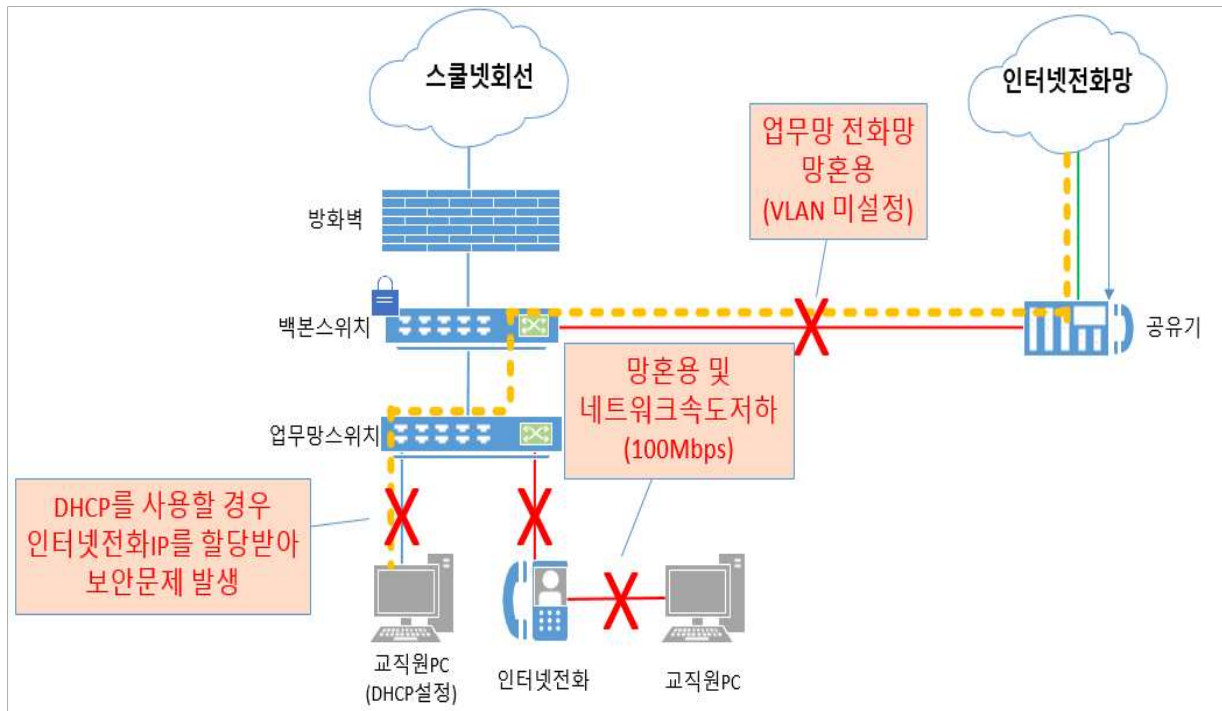 스쿨넷회선
인터넷전화망
업무망 전화망
망혼용
(VLAN 미설정)
방화벽
백본스위치
공유기
망혼용 및
네트워크속도저하
(100Mbps)
업무망스위치
DHCP를 사용할 경우
인터넷전화IP를 할당받아
보안문제 발생
교직원PC
(DHCP설정)
인터넷전화
교직원PC